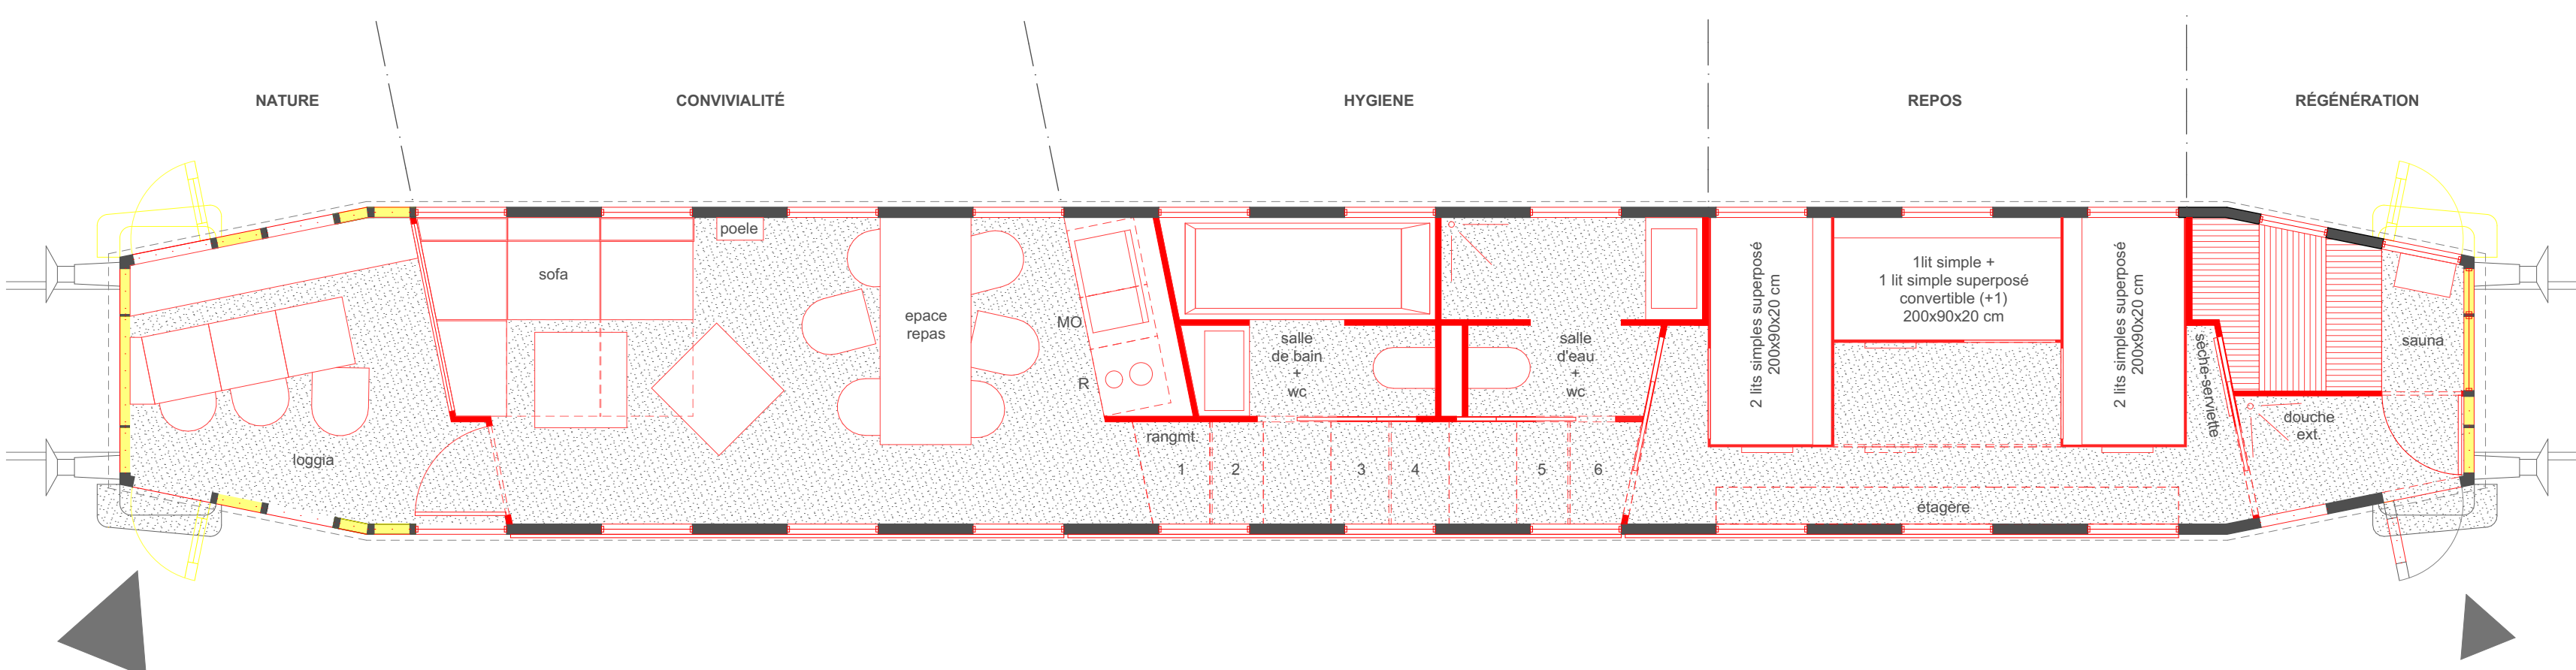 NATURE
CONVIVIALITÉ
HYGIENE
REPOS
RÉGÉNÉRATION
poele
sofa
epace
repas
MO
R
loggia
rangmt.
1
2
3
4
5
6
salle
de bain
+
wc
salle
d'eau
+
wc
2 lits simples superposé
200x90x20 cm
1lit simple +
1 lit simple superposé
convertible (+1)
200x90x20 cm
2 lits simples superposé
200x90x20 cm
étagère
sèche-serviette
sauna
douche
ext.